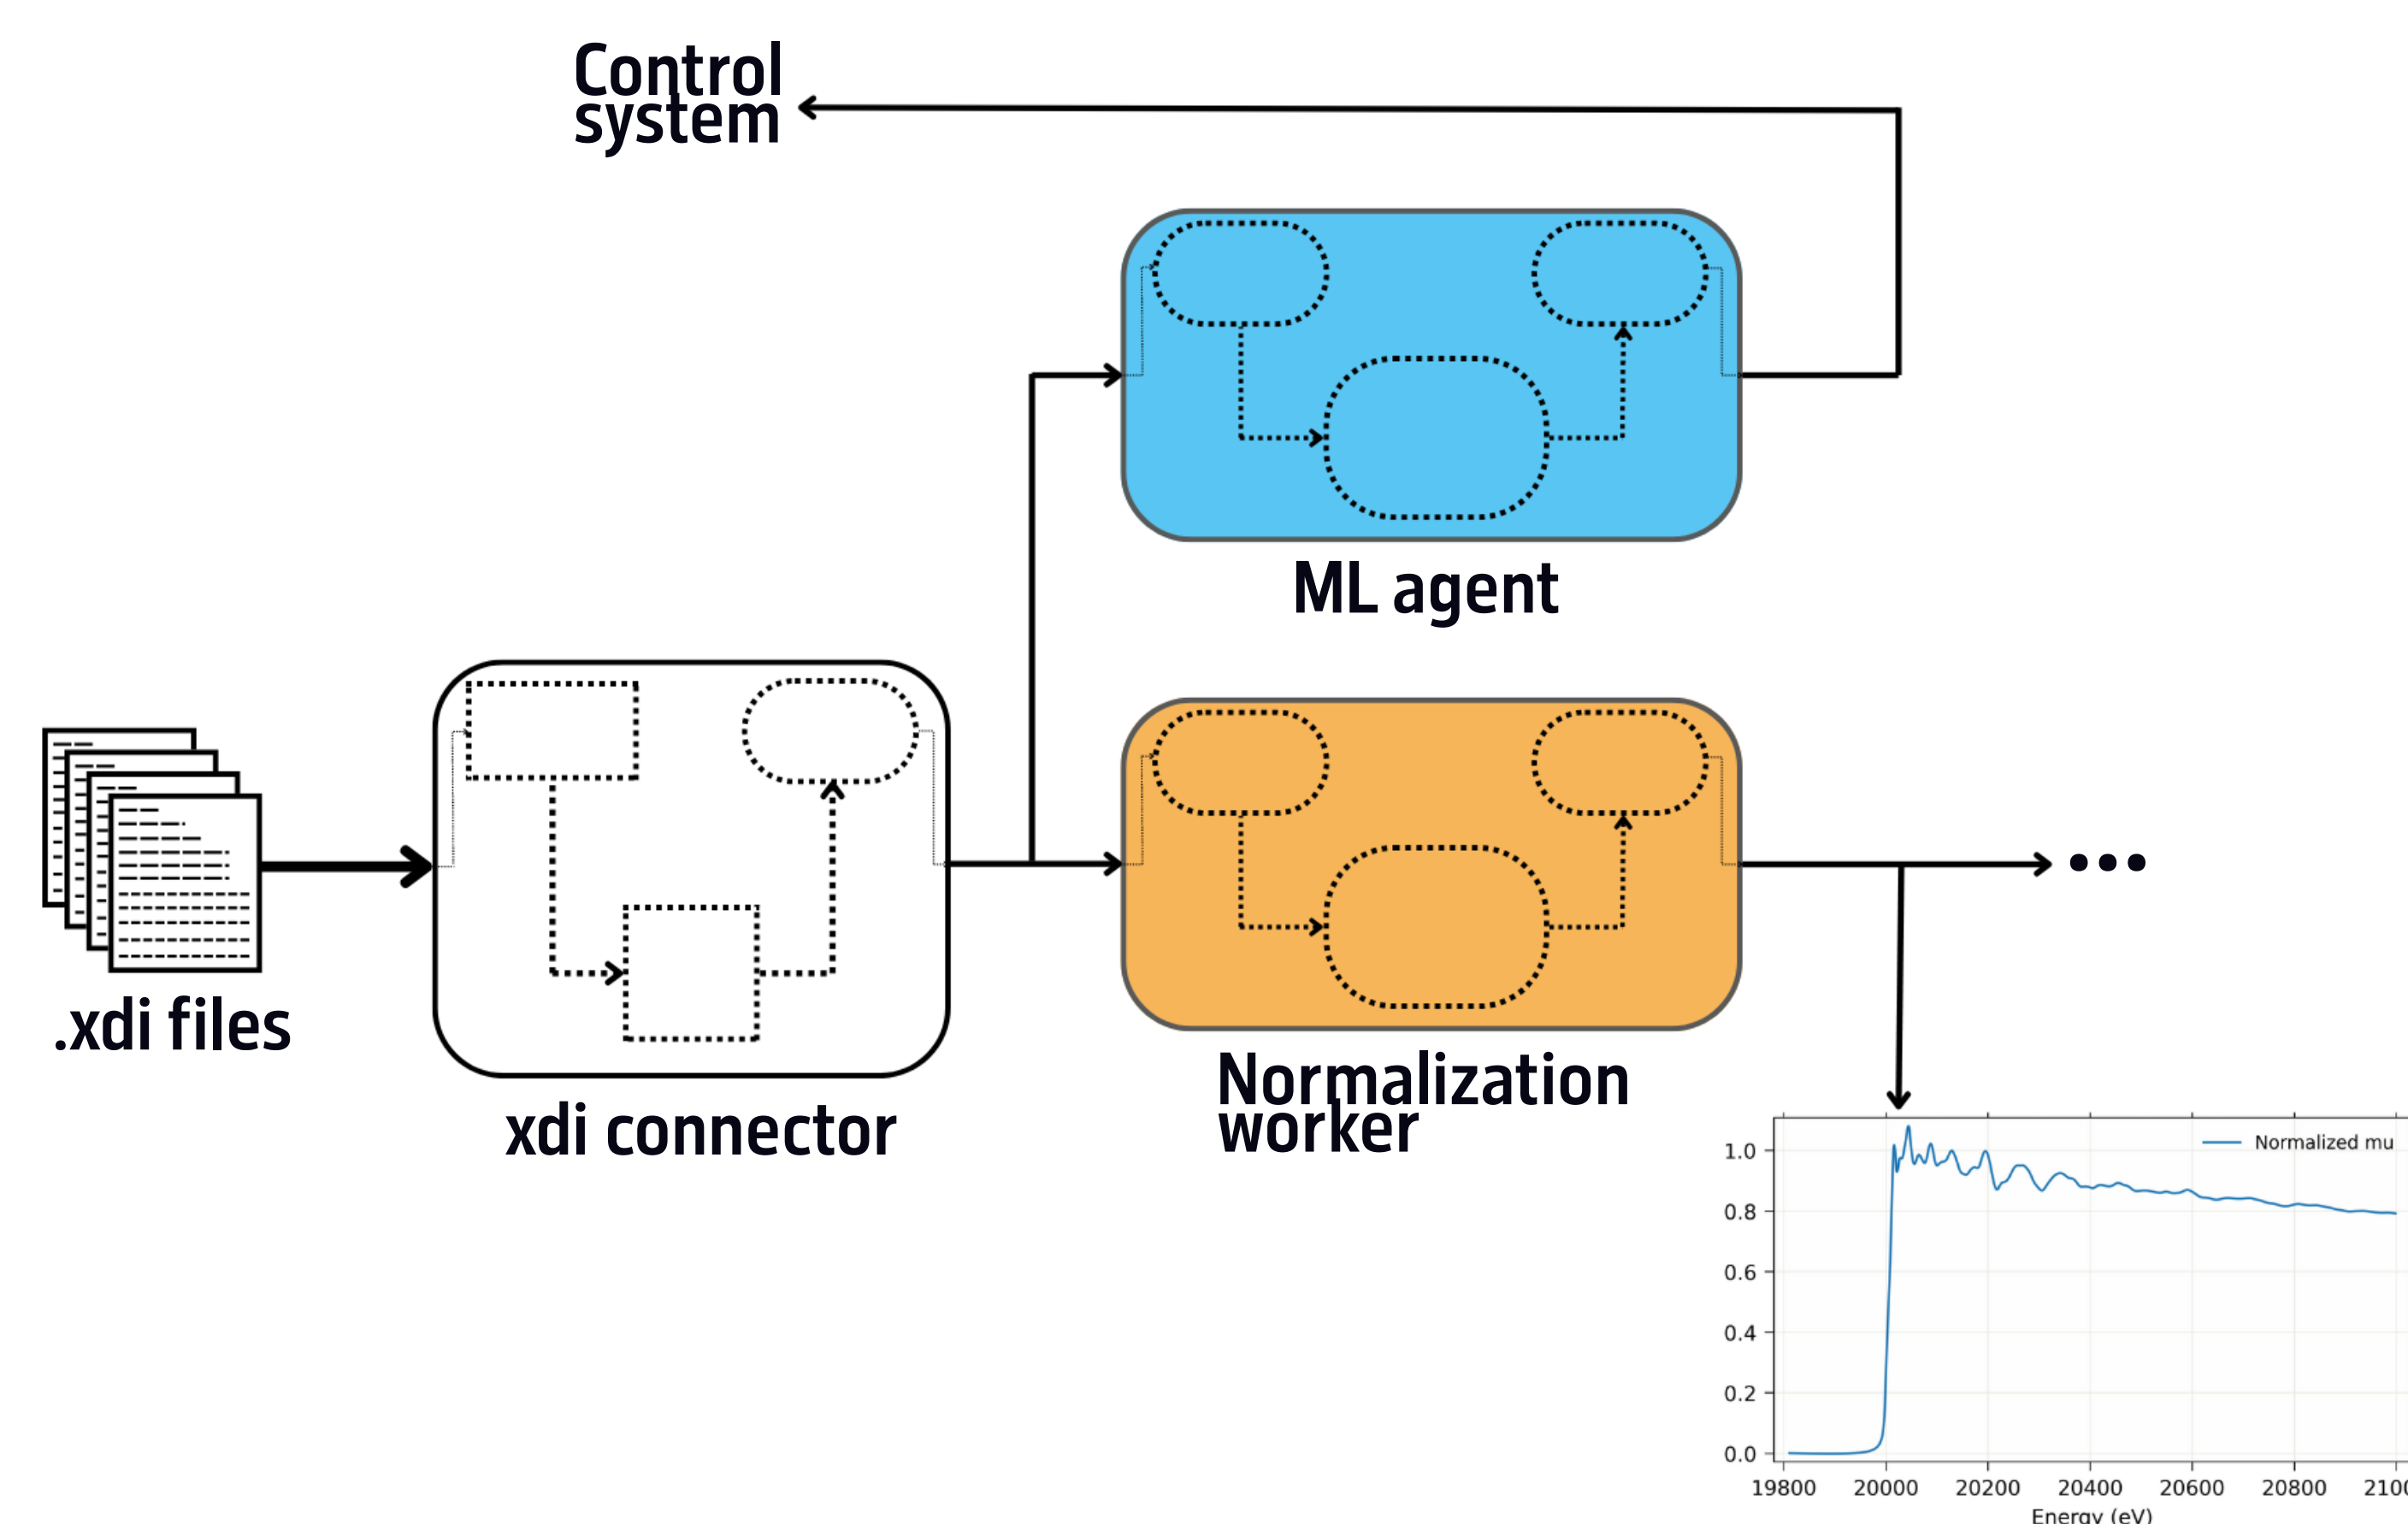 Control
system
ML agent
.xdi files
xdi connector
Normalization
worker
...
Normalized mu
1.0
0.8
0.6
0.4
0.2
0.0
19800 20000 20200 20400 20600 20800 2100
Energy (eV)